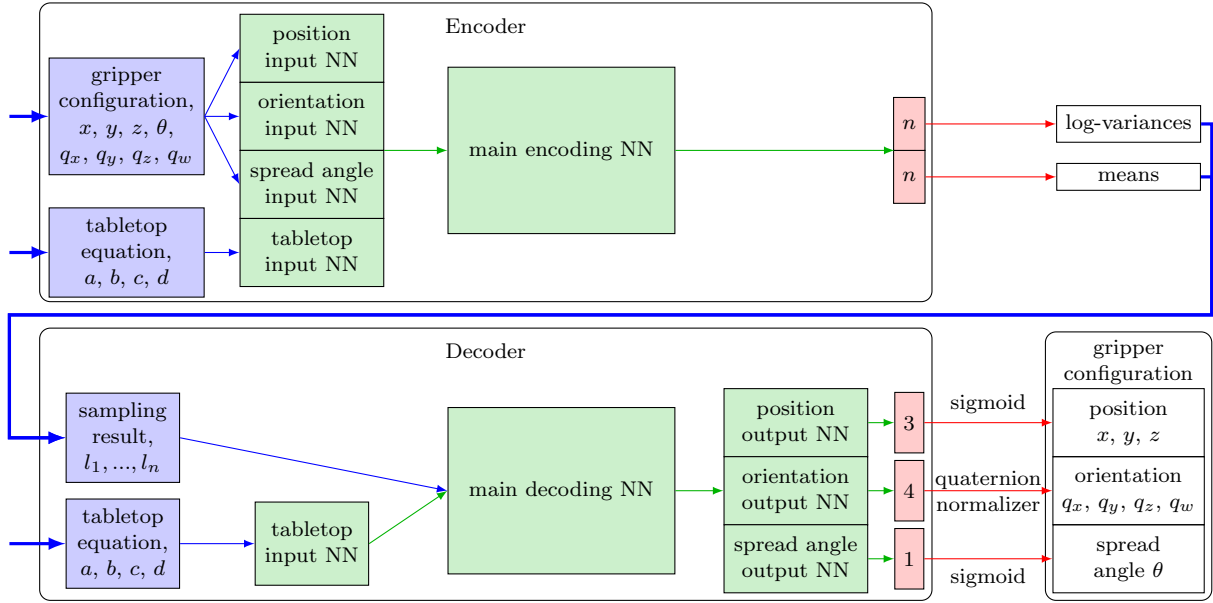 Encoder
gripper
configuration,
x, y, z, θ,
q_x, q_y, q_z, q_w
tabletop
equation,
a, b, c, d
position
input NN
orientation
input NN
spread angle
input NN
tabletop
input NN
main encoding NN
n
n
log-variances
means
Decoder
sampling
result,
l_1, ..., l_n
tabletop
equation,
a, b, c, d
tabletop
input NN
main decoding NN
position
output NN
orientation
output NN
spread angle
output NN
3
4
1
sigmoid
quaternion
normalizer
sigmoid
gripper
configuration
position
x, y, z
orientation
q_x, q_y, q_z, q_w
spread
angle θ